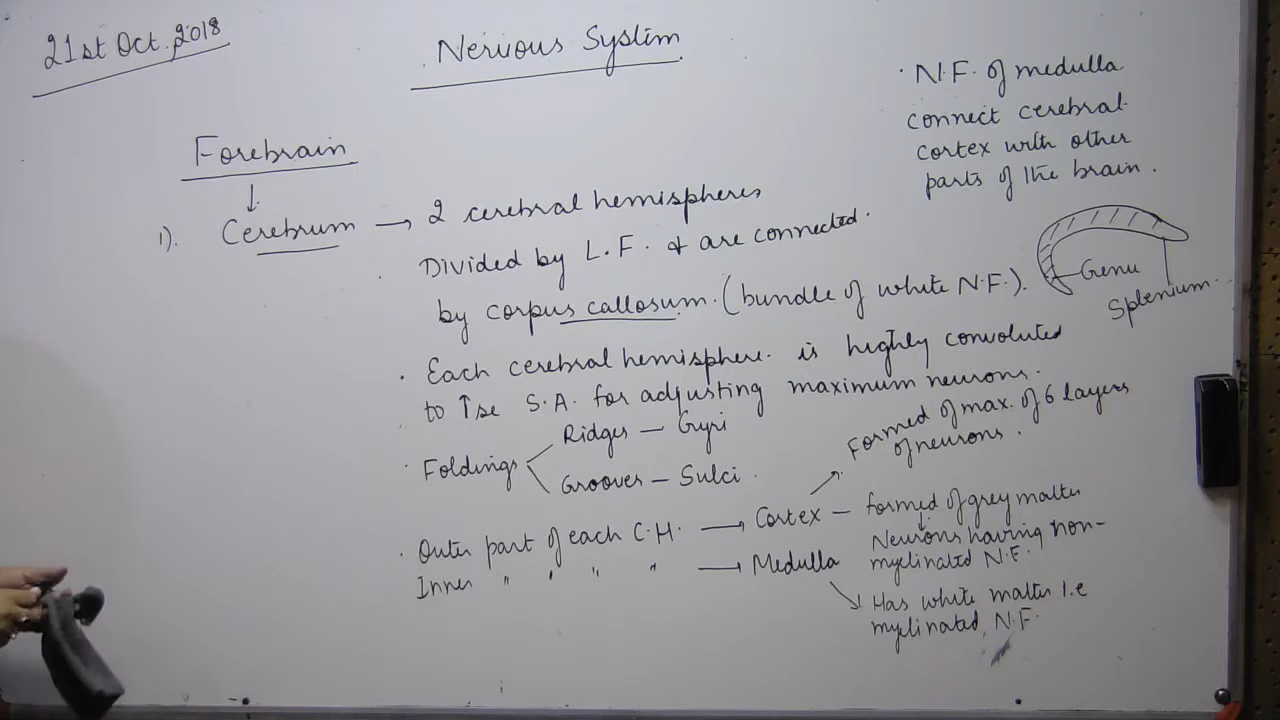 21st Oct. 2018
Nervous System
Forebrain
↓
1). Cerebrum → 2 cerebral hemispheres
Divided by L.F. & are connected.
by corpus callosum. (bundle of white N.F.).
· Each cerebral hemisphere. is highly convoluted
to ↑se S.A. for adjusting maximum neurons.
· Foldings
Ridges — Gyri
Grooves — Sulci.
· Outer part of each C.H. → Cortex — formed of grey matter
↓
Neurons having non-
myelinated N.F.
Formed of max. of 6 layers
of neurons.
Inner " " " " → Medulla
Has white matter i.e
myelinated N.F.
· N.F. of medulla
connect cerebral
cortex with other
parts of the brain.
Genu
Splenium.